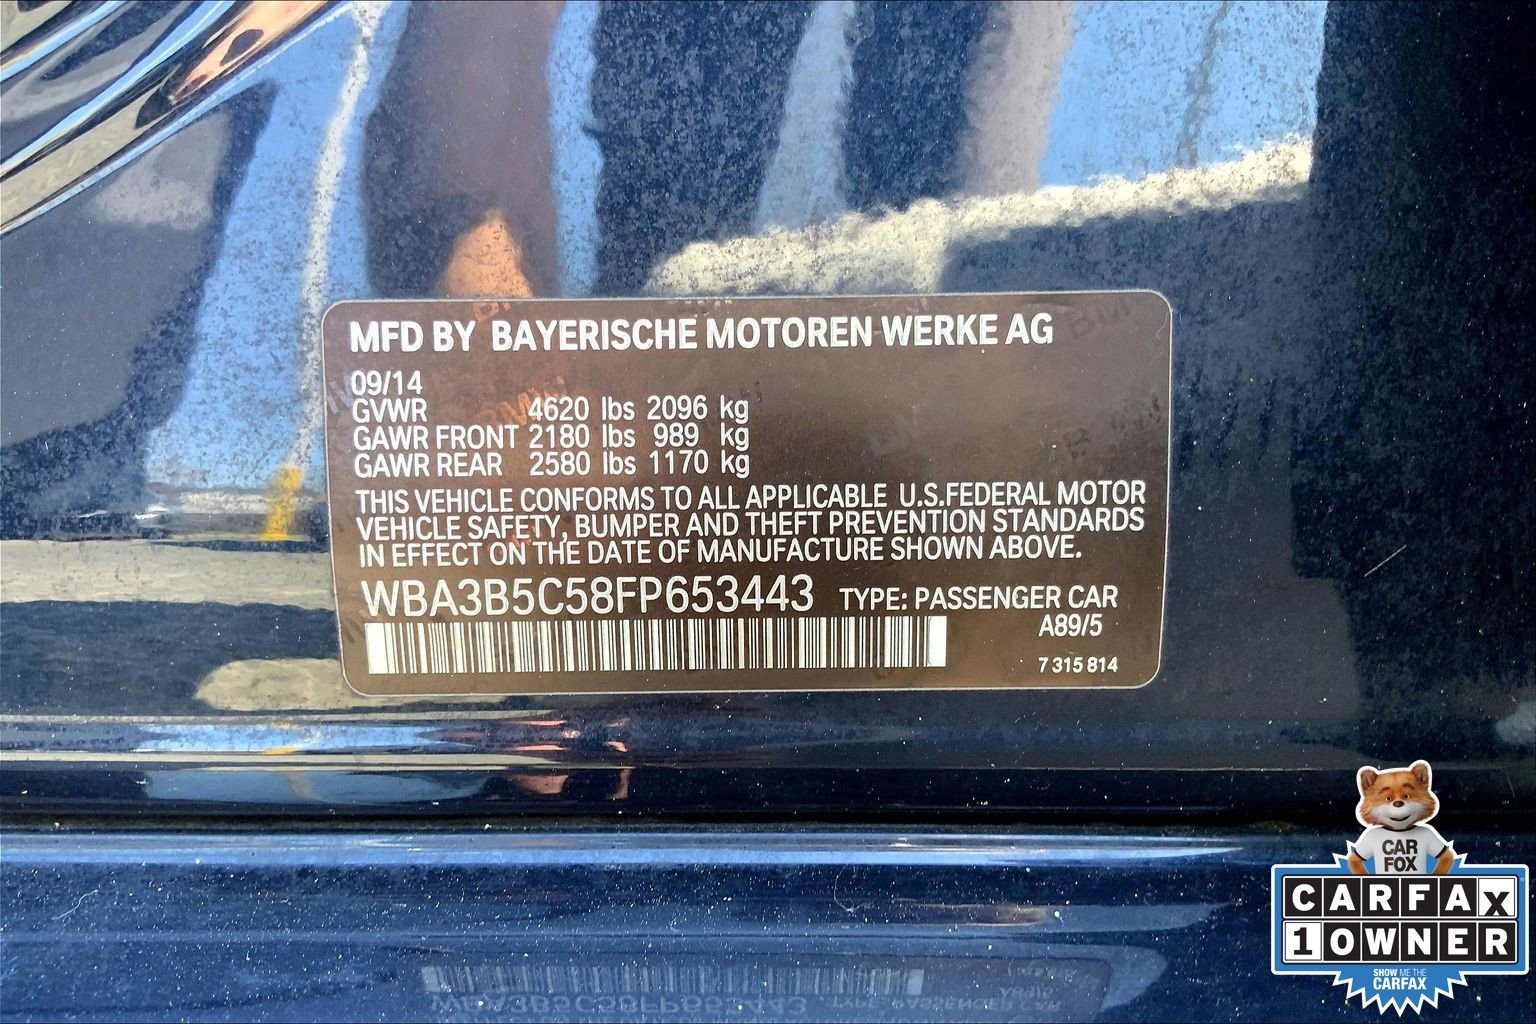 MFD BY BAYERISCHE MOTOREN WERKE AG
09/14
GVWR 4620 lbs 2096 kg
GAWR FRONT 2180 lbs 989 kg
GAWR REAR 2580 lbs 1170 kg
THIS VEHICLE CONFORMS TO ALL APPLICABLE U.S.FEDERAL MOTOR
VEHICLE SAFETY, BUMPER AND THEFT PREVENTION STANDARDS
IN EFFECT ON THE DATE OF MANUFACTURE SHOWN ABOVE.
WBA3B5C58FP653443 TYPE: PASSENGER CAR
A89/5
7 315 814
CAR
FOX
CARFAX
1 OWNER
SHOW ME THE
CARFAX